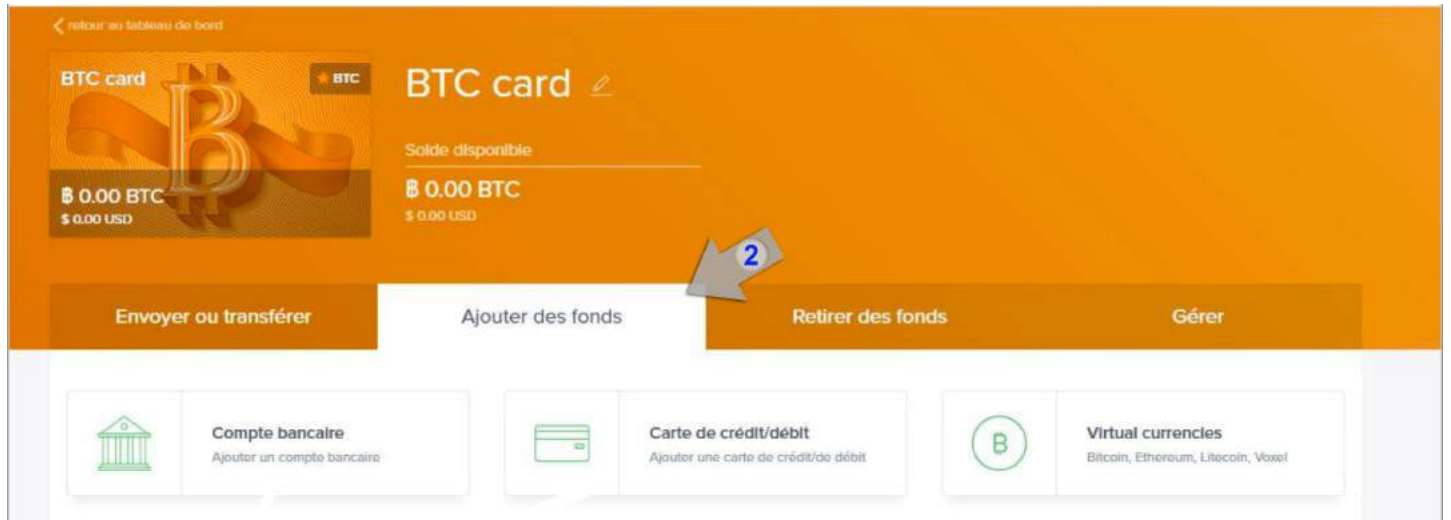 retour au tableau de bord
BTC card
BTC
฿ 0.00 BTC
$ 0.00 USD
BTC card
Solde disponible
฿ 0.00 BTC
$ 0.00 USD
2
Envoyer ou transférer
Ajouter des fonds
Retirer des fonds
Gérer
Compte bancaire
Ajouter un compte bancaire
Carte de crédit/débit
Ajouter une carte de crédit/de débit
Virtual currencies
Bitcoin, Ethereum, Litecoin, Voxel